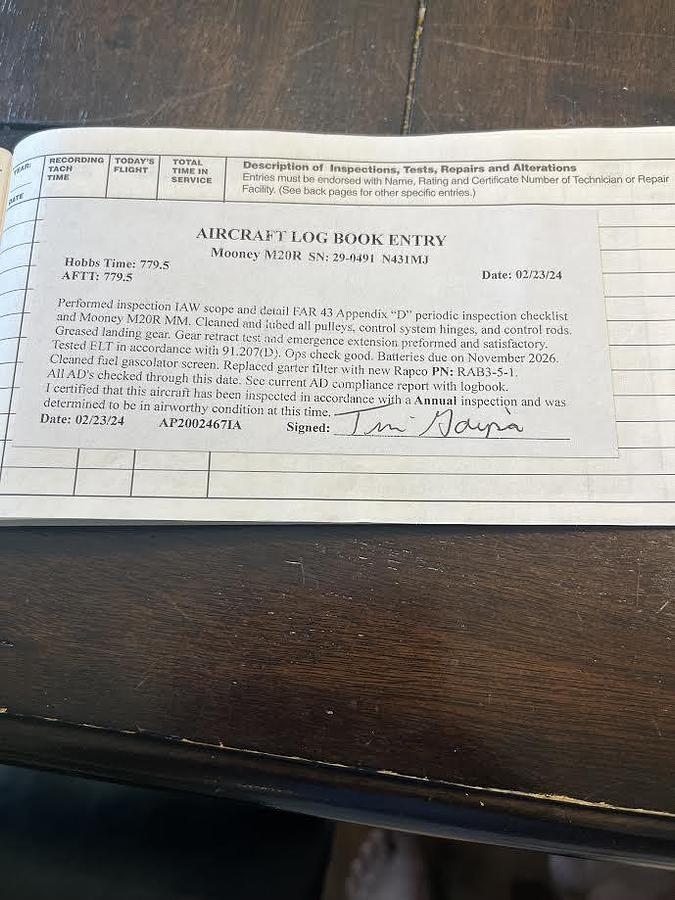 YEAR:
DATE
RECORDING
TACH
TIME
TODAY'S
FLIGHT
TOTAL
TIME IN
SERVICE
Description of Inspections, Tests, Repairs and Alterations
Entries must be endorsed with Name, Rating and Certificate Number of Technician or Repair
Facility. (See back pages for other specific entries.)
AIRCRAFT LOG BOOK ENTRY
Mooney M20R SN: 29-0491 N431MJ
Hobbs Time: 779.5
AFTT: 779.5
Date: 02/23/24
Performed inspection IAW scope and detail FAR 43 Appendix "D" periodic inspection checklist
and Mooney M20R MM. Cleaned and lubed all pulleys, control system hinges, and control rods.
Greased landing gear. Gear retract test and emergence extension preformed and satisfactory.
Tested ELT in accordance with 91.207(D). Ops check good. Batteries due on November 2026.
Cleaned fuel gascolator screen. Replaced garter filter with new Rapco PN: RAB3-5-1.
All AD's checked through this date. See current AD compliance report with logbook.
I certified that this aircraft has been inspected in accordance with a Annual inspection and was
determined to be in airworthy condition at this time.
Date: 02/23/24 AP2002467IA Signed: